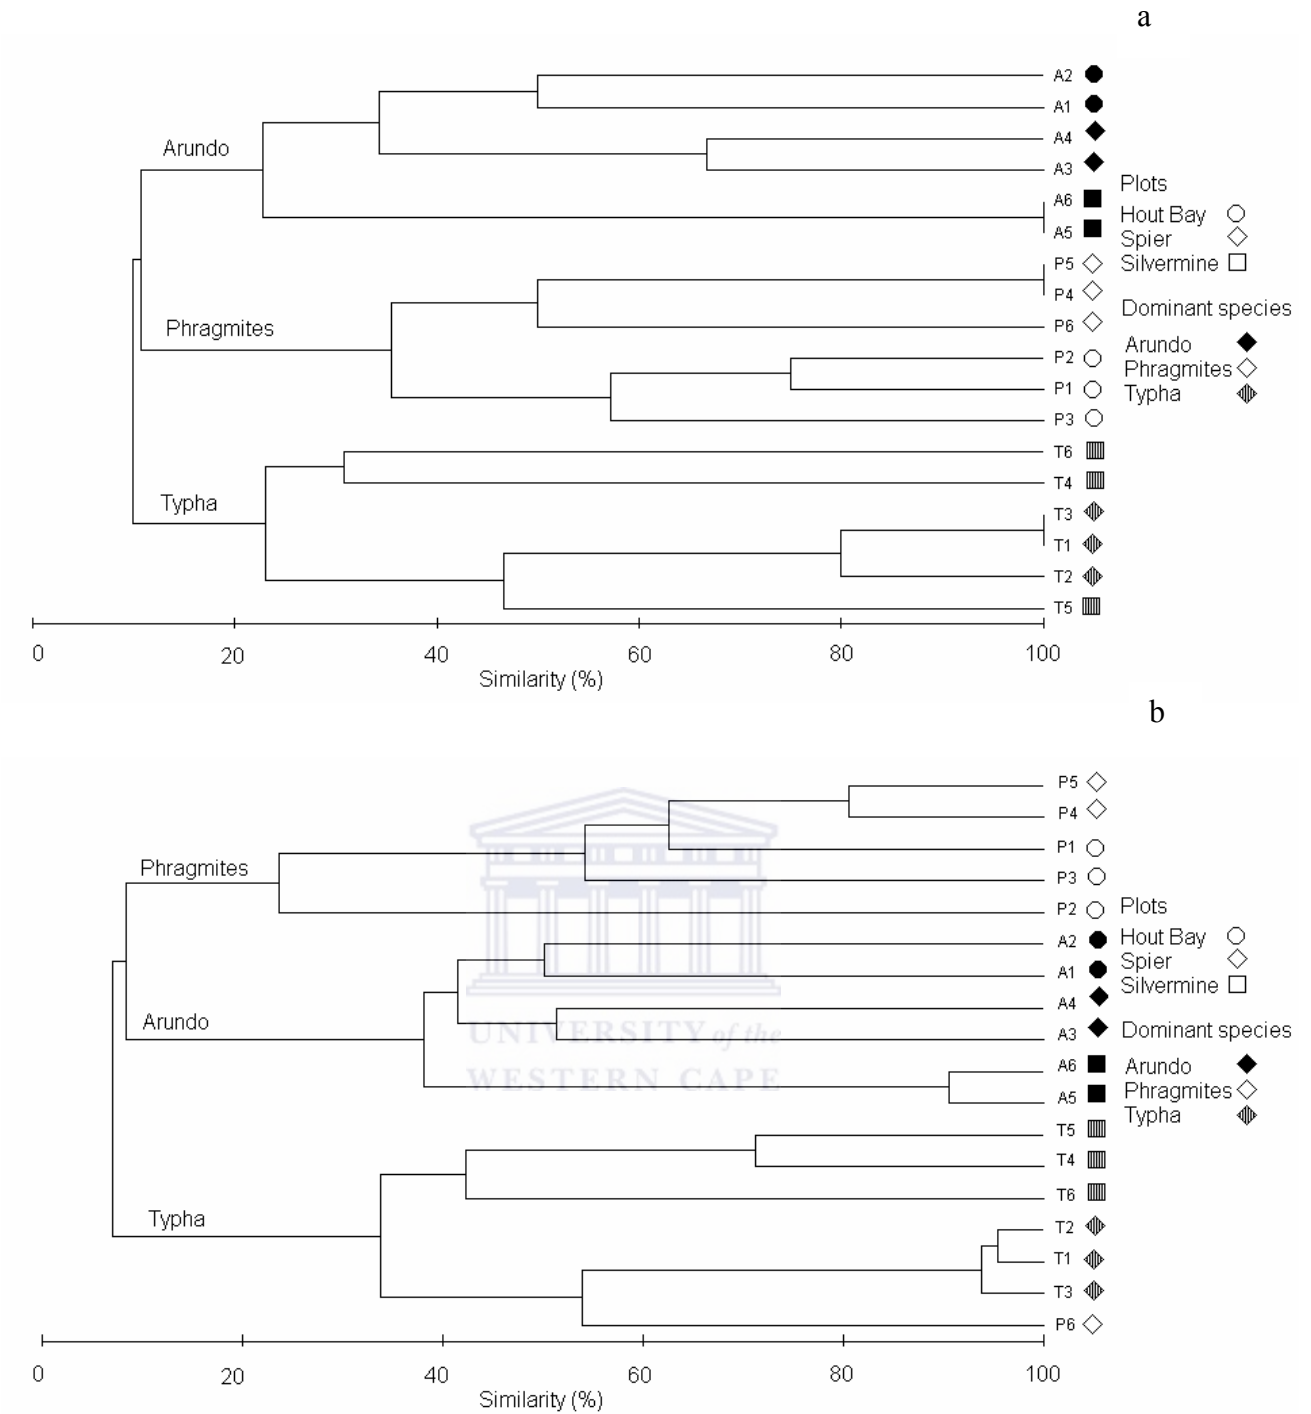 a
A2
A1
A4
Arundo
A3
Plots
A6
Hout Bay
A5
Spier
P5
Silvermine
P4
Dominant species
Phragmites
P6
Arundo
P2
Phragmites
P1
Typha
P3
T6
T4
Typha
T3
T1
T2
T5
0 20 40 60 80 100
Similarity (%)
b
P5
P4
P1
Phragmites
P3
P2
Plots
A2
Hout Bay
A1
Spier
Silvermine
A4
Arundo
A3
Dominant species
UNIVERSITY of the
A6
Arundo
WESTERN CAPE
Phragmites
A5
Typha
T5
T4
T6
Typha
T2
T1
T3
P6
0 20 40 60 80 100
Similarity (%)